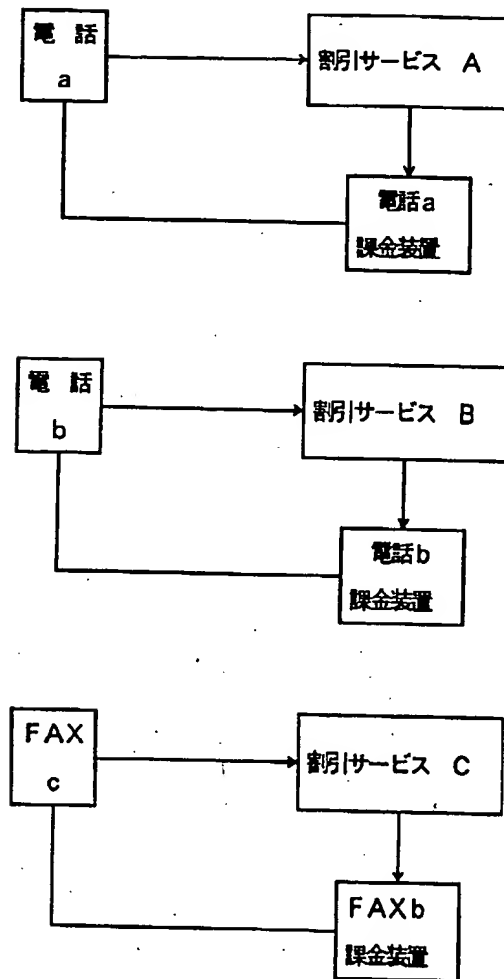 電 話
a
割引サービス A
電話a
課金装置
電 話
b
割引サービス B
電話b
課金装置
FAX
c
割引サービス C
FAXb
課金装置